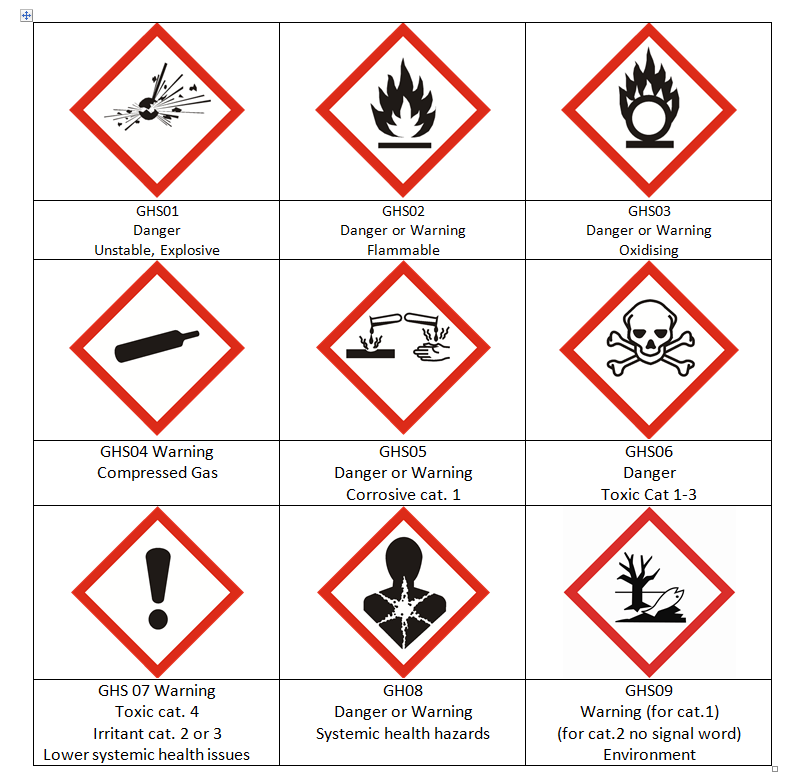 GHS01
Danger
Unstable, Explosive
GHS02
Danger or Warning
Flammable
GHS03
Danger or Warning
Oxidising
GHS04 Warning
Compressed Gas
GHS05
Danger or Warning
Corrosive cat. 1
GHS06
Danger
Toxic Cat 1-3
GHS 07 Warning
Toxic cat. 4
Irritant cat. 2 or 3
Lower systemic health issues
GH08
Danger or Warning
Systemic health hazards
GHS09
Warning (for cat.1)
(for cat.2 no signal word)
Environment